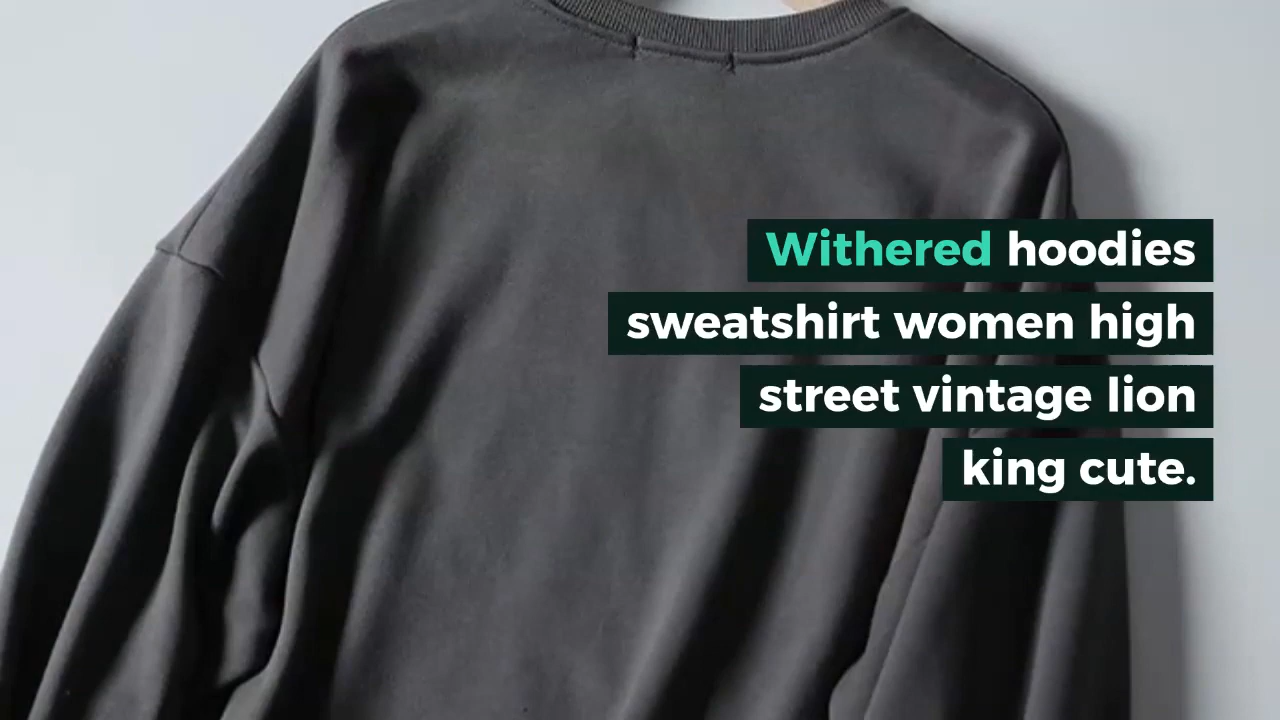 Withered hoodies
sweatshirt women high
street vintage lion
king cute.